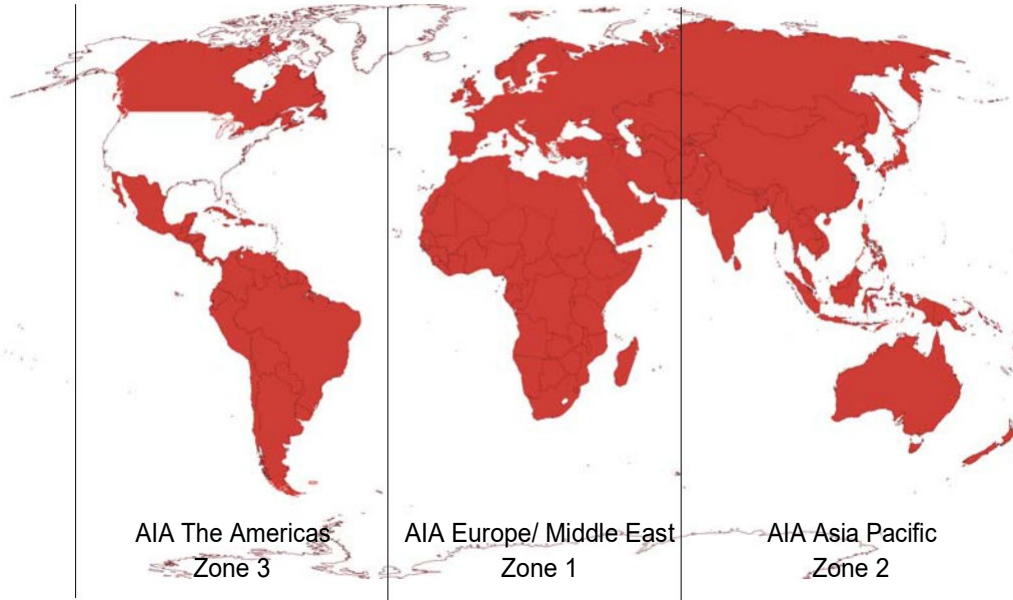 AIA The Americas
Zone 3
AIA Europe/ Middle East
Zone 1
AIA Asia Pacific
Zone 2